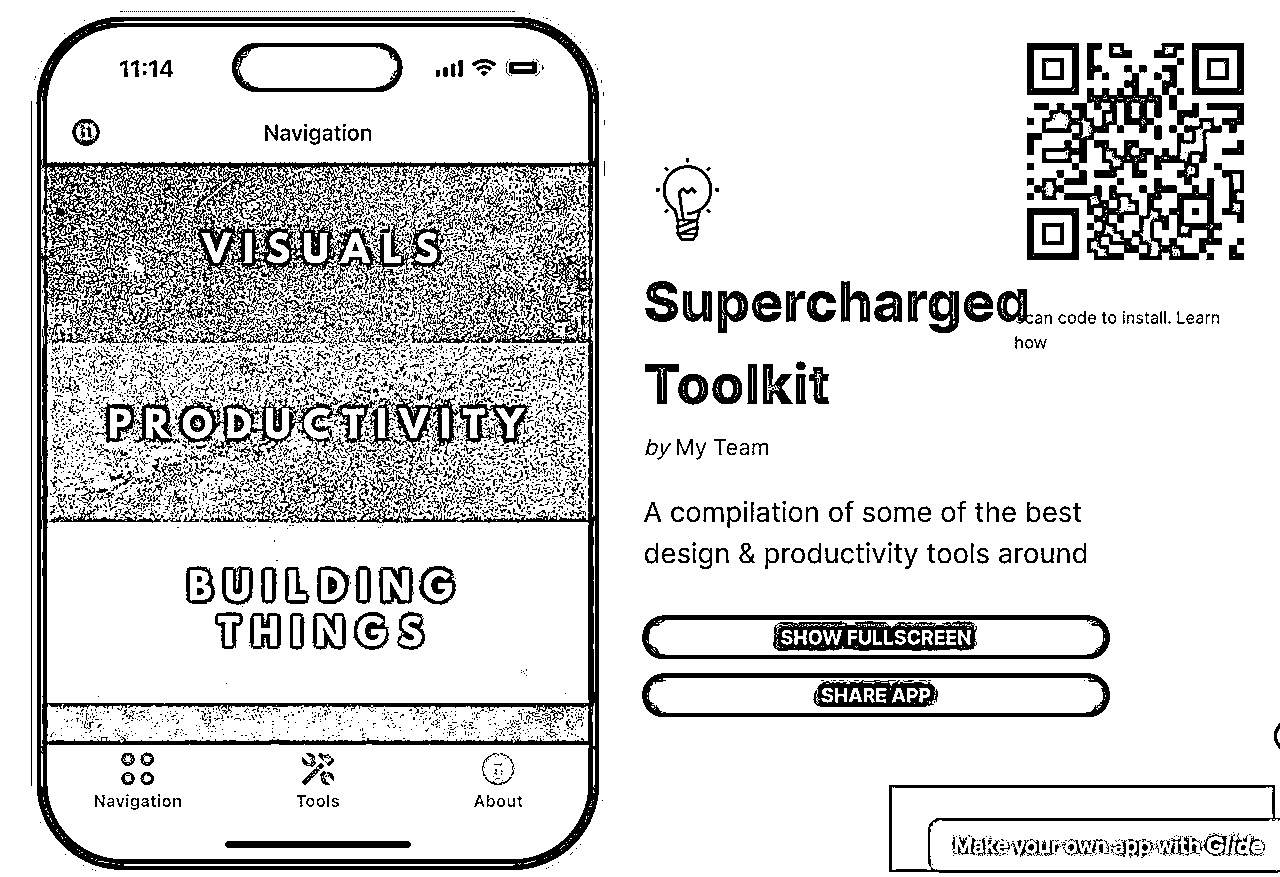 11:14
Navigation
VISUALS
PRODUCTIVITY
BUILDING
THINGS
Navigation
Tools
About
Supercharged
Toolkit
by My Team
A compilation of some of the best
design & productivity tools around
SHOW FULLSCREEN
SHARE APP
Scan code to install. Learn
how
Make your own app with Glide